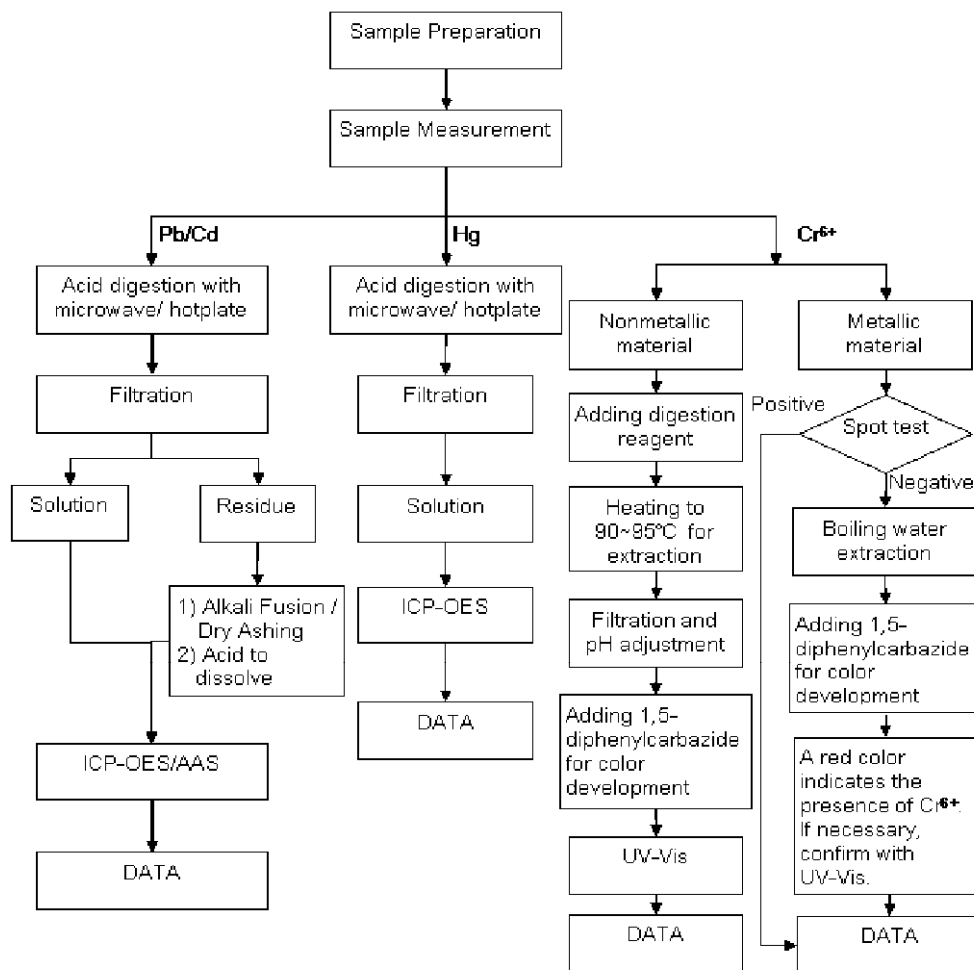 Sample Preparation
Sample Measurement
Pb/Cd
Hg
Cr⁶⁺
Acid digestion with
microwave/ hotplate
Filtration
Solution
Residue
1) Alkali Fusion /
Dry Ashing
2) Acid to
dissolve
ICP-OES/AAS
DATA
Acid digestion with
microwave/ hotplate
Filtration
Solution
ICP-OES
DATA
Nonmetallic
material
Adding digestion
reagent
Heating to
90~95°C for
extraction
Filtration and
pH adjustment
Adding 1,5-
diphenylcarbazide
for color
development
UV-Vis
DATA
Metallic
material
Positive
Spot test
Negative
Boiling water
extraction
Adding 1,5-
diphenylcarbazide
for color
development
A red color
indicates the
presence of Cr⁶⁺.
If necessary,
confirm with
UV-Vis.
DATA